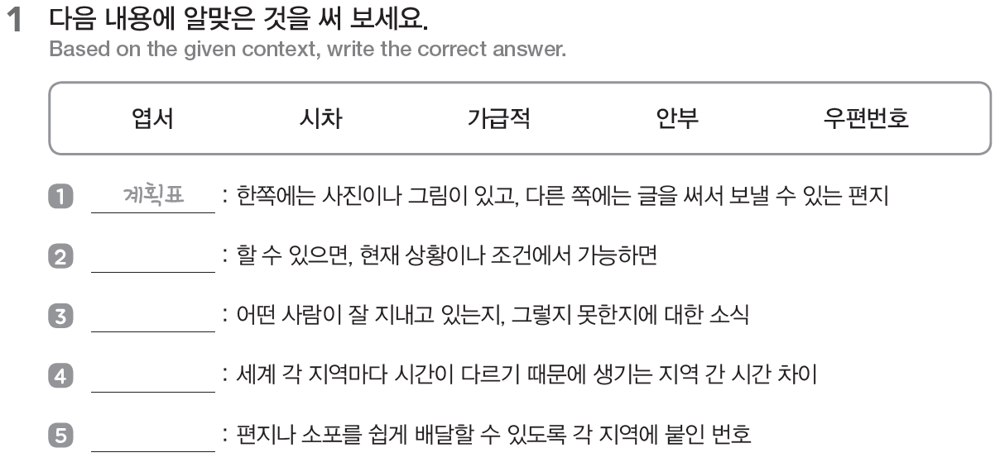 1 다음 내용에 알맞은 것을 써 보세요.
Based on the given context, write the correct answer.
엽서 시차 가급적 안부 우편번호
1 계획표 : 한쪽에는 사진이나 그림이 있고, 다른 쪽에는 글을 써서 보낼 수 있는 편지
2 : 할 수 있으면, 현재 상황이나 조건에서 가능하면
3 : 어떤 사람이 잘 지내고 있는지, 그렇지 못한지에 대한 소식
4 : 세계 각 지역마다 시간이 다르기 때문에 생기는 지역 간 시간 차이
5 : 편지나 소포를 쉽게 배달할 수 있도록 각 지역에 붙인 번호